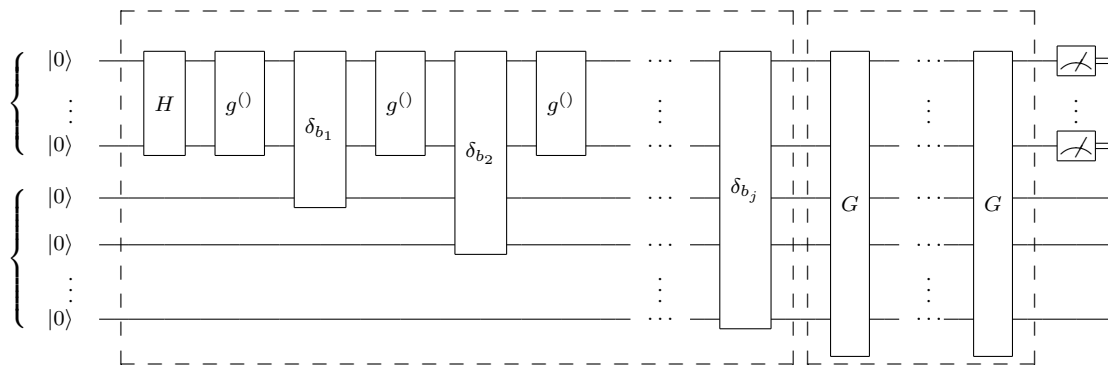 |0⟩ ⋯
H g⁽⁾ g⁽⁾ g⁽⁾
⋮ ⋮ ⋮ ⋮
δ_{b_1}
|0⟩ δ_{b_2} ⋯
δ_{b_j}
|0⟩ G G
|0⟩ ⋯
⋮ ⋮
|0⟩ ⋯